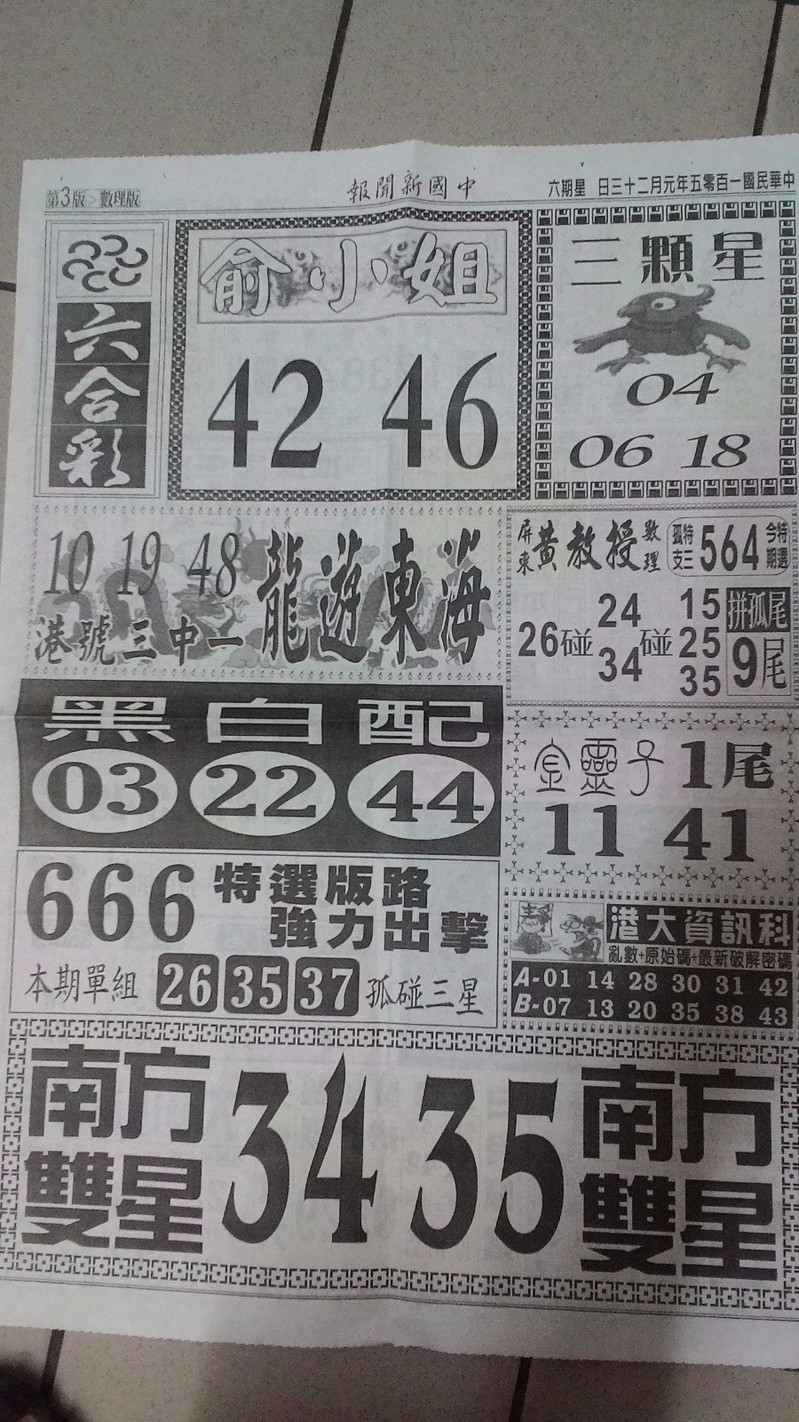 中華民國一百零五年元月二十三日 星期六
中國新聞報
第3版>數理版
六合彩
俞小姐
42 46
三顆星
04
06 18
10 19 48
龍遊東海
港號三中一
屏東黃教授數理
孤特支三 564 今特期選
26碰 24 34 碰 15 25 35
拼孤尾
9尾
黑白配
03 22 44
靈子 1尾
11 41
666 特選版路
強力出擊
本期單組 26 35 37 孤碰三星
港大資訊科
亂數+原始碼+最新破解密碼
A-01 14 28 30 31 42
B-07 13 20 35 38 43
南方雙星
34 35
南方雙星